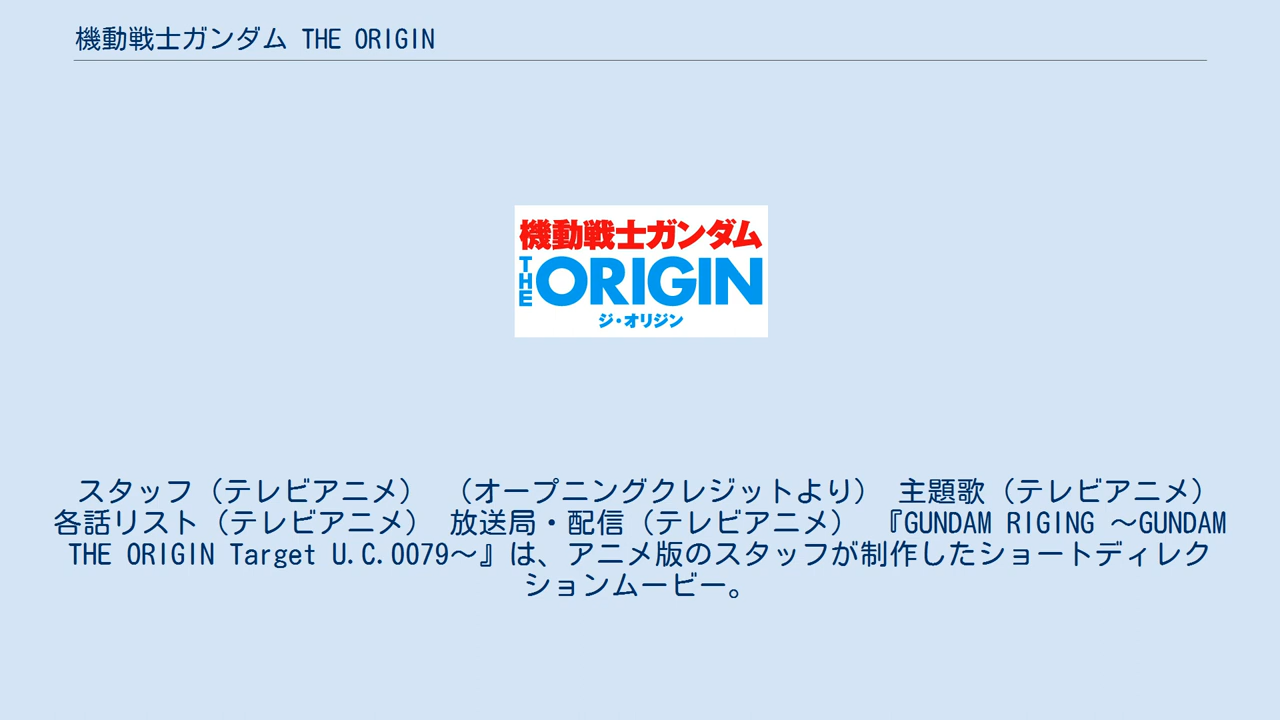 機動戦士ガンダム THE ORIGIN
機動戦士ガンダム
THE ORIGIN
ジ・オリジン
スタッフ（テレビアニメ） （オープニングクレジットより） 主題歌（テレビアニメ）
各話リスト（テレビアニメ） 放送局・配信（テレビアニメ） 『GUNDAM RIGING ～GUNDAM
THE ORIGIN Target U.C.0079～』は、アニメ版のスタッフが制作したショートディレク
ションムービー。